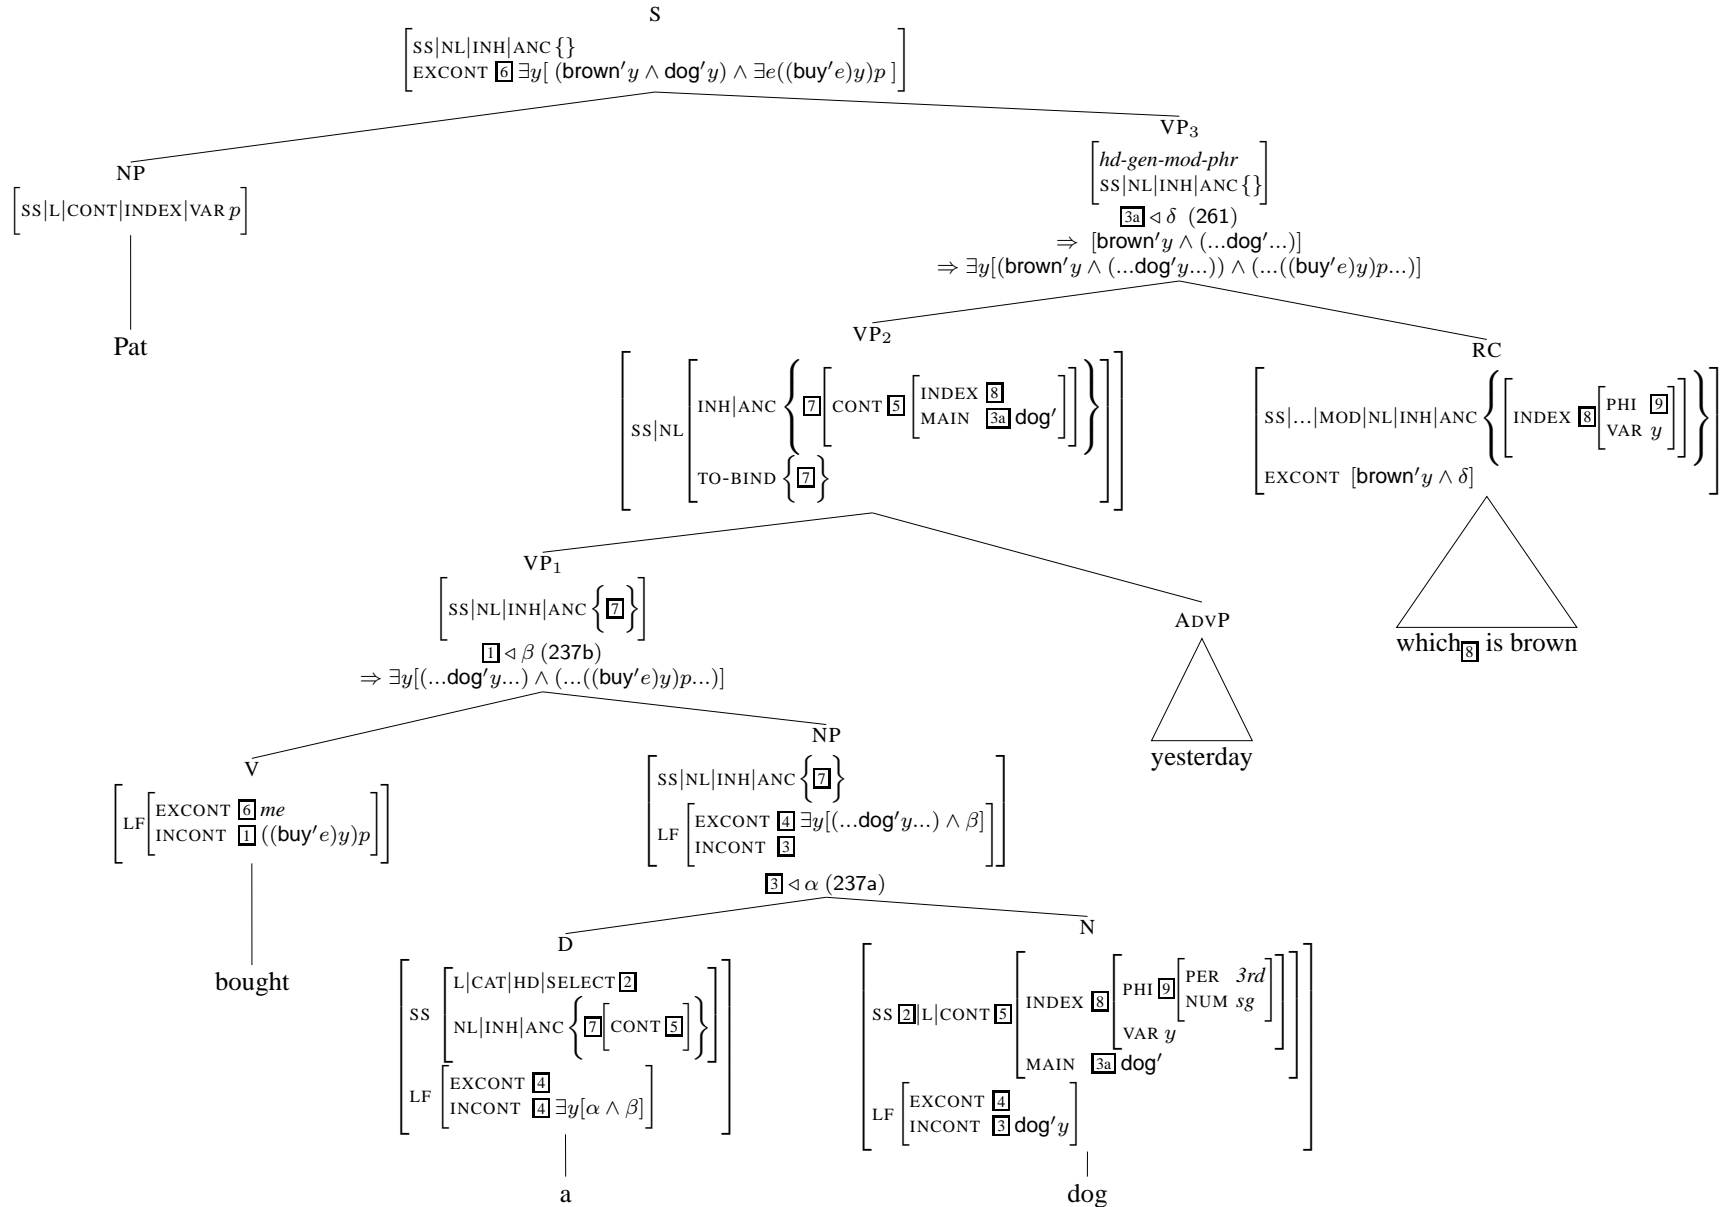 S
[SS|NL|INH|ANC {}
EXCONT [6] ∃y[ (brown′y ∧ dog′y) ∧ ∃e((buy′e)y)p ]]
NP
[SS|L|CONT|INDEX|VAR p]
Pat
VP₃
[hd-gen-mod-phr
SS|NL|INH|ANC {}]
[3a] ◃ δ (261)
⇒ [brown′y ∧ (...dog′...)]
⇒ ∃y[(brown′y ∧ (...dog′y...)) ∧ (...((buy′e)y)p...)]
VP₂
[SS|NL [INH|ANC {[7] [CONT [5] [INDEX [8]
MAIN [3a] dog′]]}
TO-BIND {[7]}]]
RC
[SS|...|MOD|NL|INH|ANC {[INDEX [8] [PHI [9]
VAR y]]}
EXCONT [brown′y ∧ δ]]
which[8] is brown
VP₁
[SS|NL|INH|ANC {[7]}]
[1] ◃ β (237b)
⇒ ∃y[(...dog′y...) ∧ (...((buy′e)y)p...)]
ADVP
yesterday
V
[LF [EXCONT [6] me
INCONT [1] ((buy′e)y)p]]
bought
NP
[SS|NL|INH|ANC {[7]}
LF [EXCONT [4] ∃y[(...dog′y...) ∧ β]
INCONT [3]]]
[3] ◃ α (237a)
D
[SS [L|CAT|HD|SELECT [2]
NL|INH|ANC {[7] [CONT [5]]}]
LF [EXCONT [4]
INCONT [4] ∃y[α ∧ β]]]
a
N
[SS [2]|L|CONT [5] [INDEX [8] [PHI [9] [PER 3rd
NUM sg]
VAR y]
MAIN [3a] dog′]
LF [EXCONT [4]
INCONT [3] dog′y]]
dog